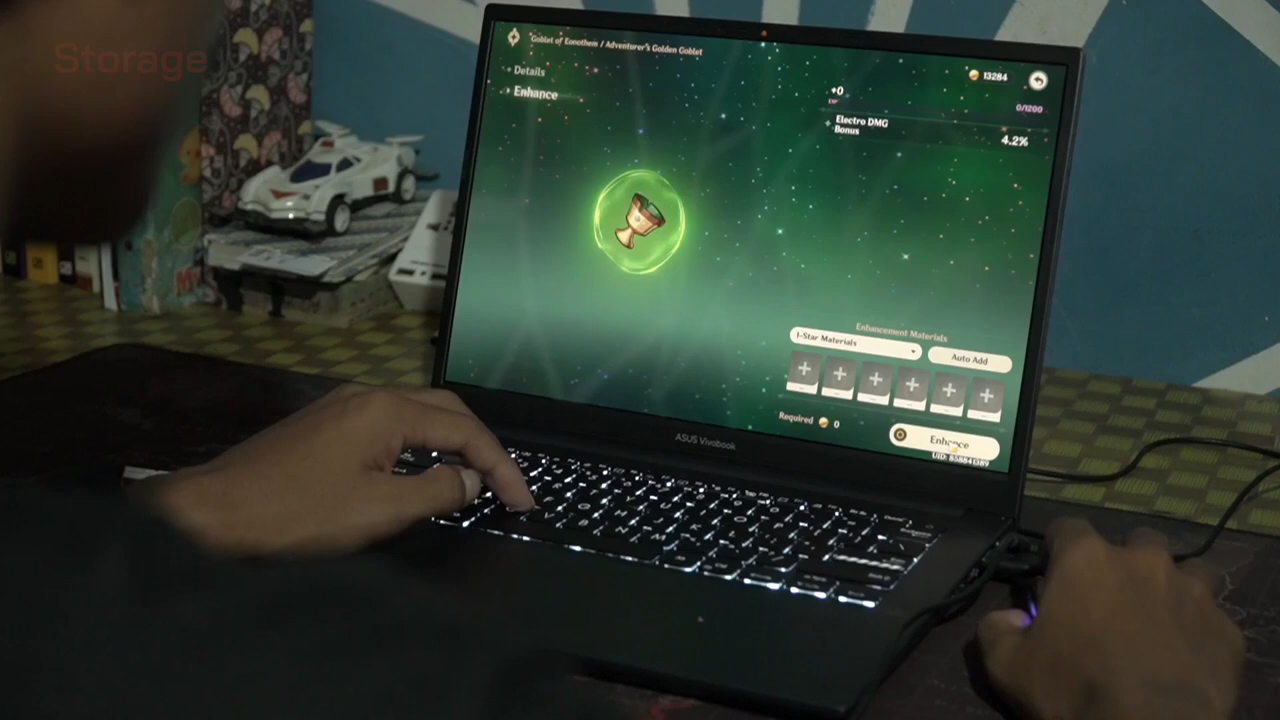 Storage
Goblet of Eonothem / Adventurer's Golden Goblet
13284
Details
Enhance
+0
EXP
0/1200
Electro DMG
Bonus
4.2%
Enhancement Materials
1-Star Materials
Auto Add
Required
0
Enhance
ASUS Vivobook